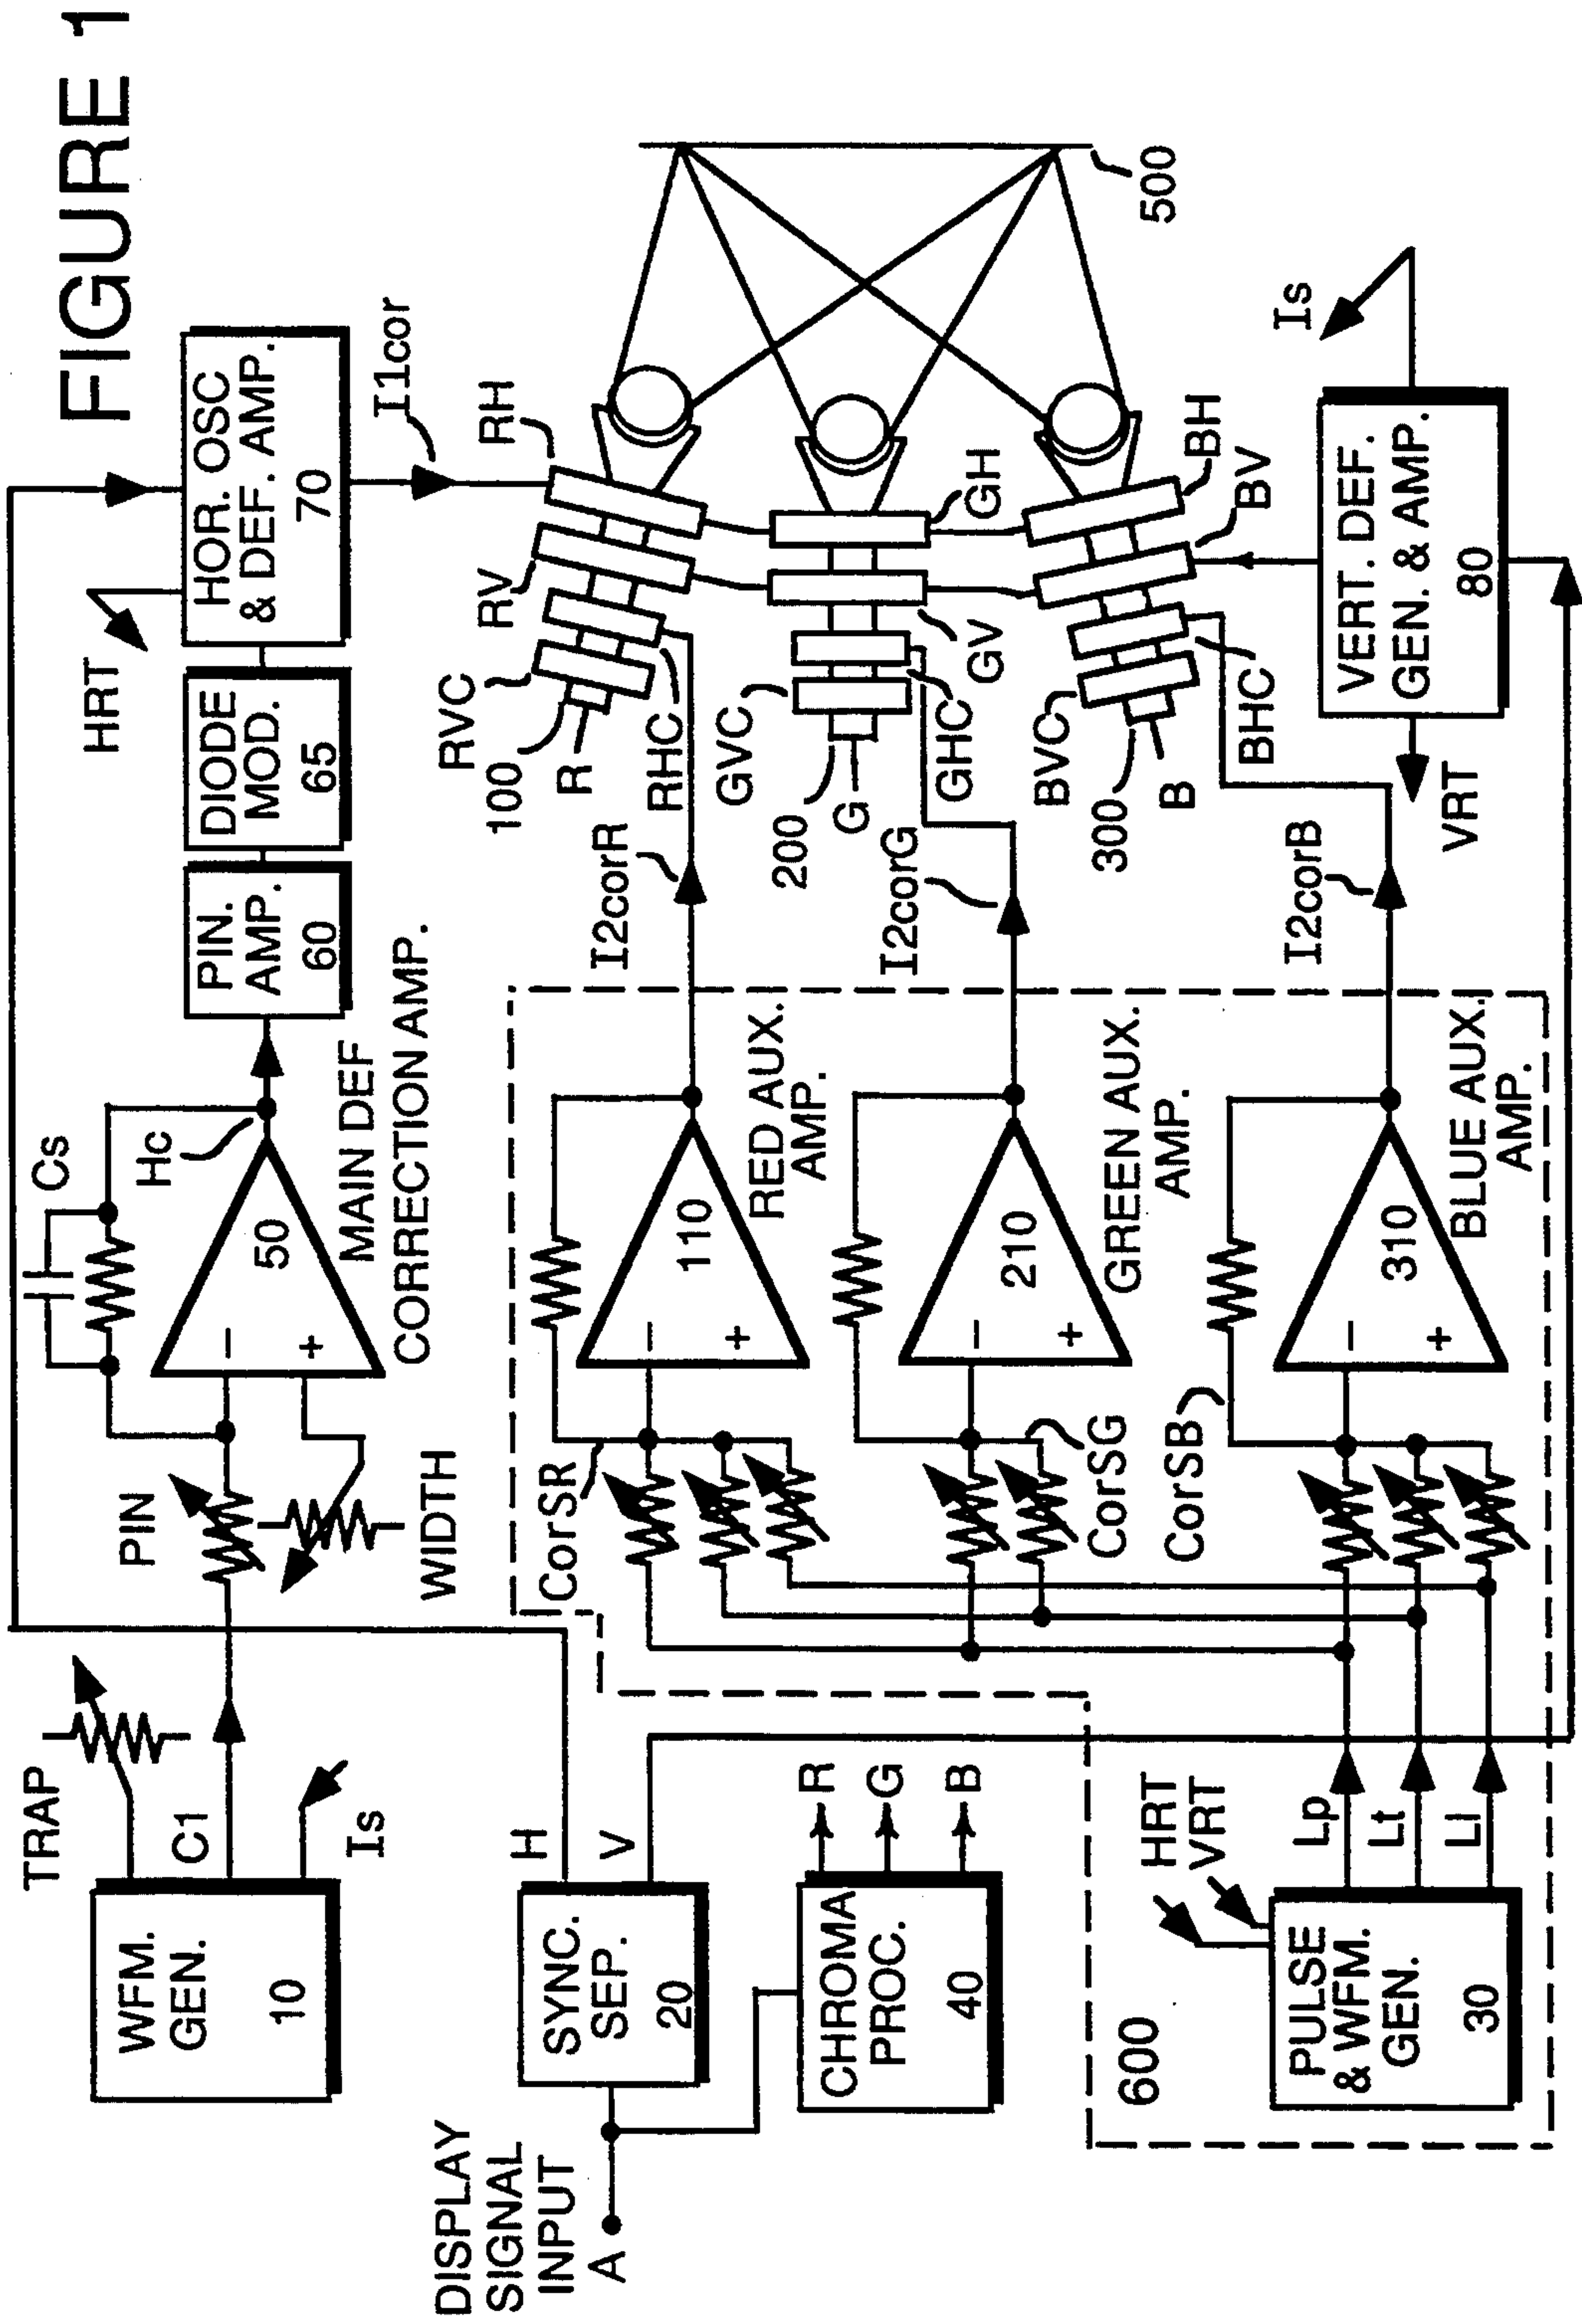 FIGURE 1
TRAP
WFM.
GEN.
10
C1
Is
PIN
WIDTH
Cs
Hc
50
-
+
MAIN DEF
CORRECTION AMP.
PIN.
AMP.
60
DIODE
MOD.
65
HRT
HOR. OSC
& DEF. AMP.
70
I1cor
DISPLAY
SIGNAL
INPUT
A
SYNC.
SEP.
20
H
V
CHROMA
PROC.
40
R
G
B
600
PULSE
& WFM.
GEN.
30
HRT
VRT
Lp
Lt
Ll
CorSR
-
+
110
RED AUX.
AMP.
I2corR
CorSG
-
+
210
GREEN AUX.
AMP.
I2corG
CorSB
-
+
310
BLUE AUX.
AMP.
I2corB
RVC
RV
RH
100
R
RHC
GVC
200
G
GHC
GV
GH
BVC
300
B
BHC
BV
BH
500
VERT. DEF.
GEN. & AMP.
80
VRT
Is